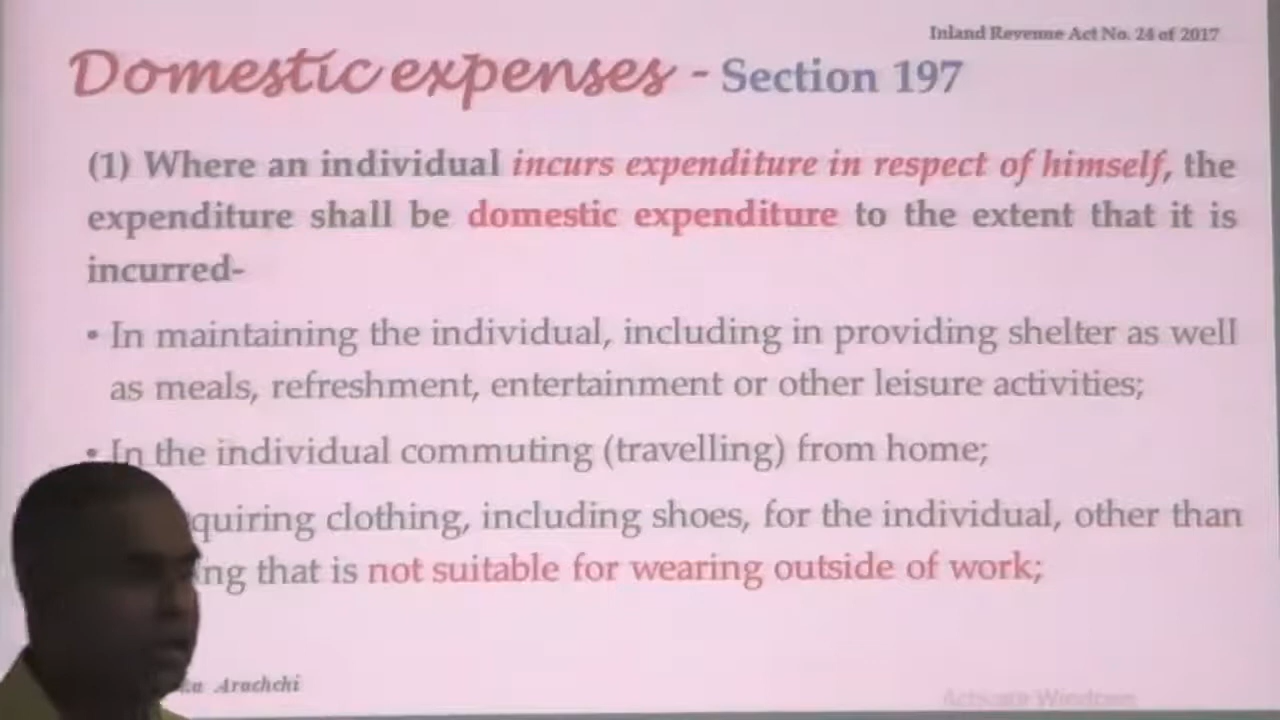 Inland Revenue Act No. 24 of 2017
Domestic expenses - Section 197
(1) Where an individual incurs expenditure in respect of himself, the
expenditure shall be domestic expenditure to the extent that it is
incurred-
• In maintaining the individual, including in providing shelter as well
as meals, refreshment, entertainment or other leisure activities;
• In the individual commuting (travelling) from home;
quiring clothing, including shoes, for the individual, other than
ng that is not suitable for wearing outside of work;
ka Arachchi
Activate Windows